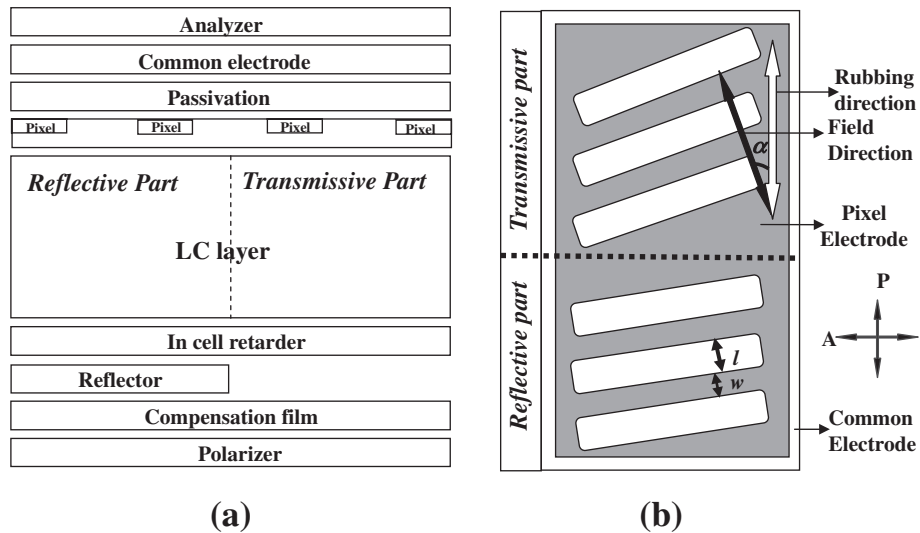 Analyzer
Common electrode
Passivation
Pixel Pixel Pixel Pixel
Reflective Part Transmissive Part
LC layer
In cell retarder
Reflector
Compensation film
Polarizer
(a)
Transmissive part
Reflective part
α
Rubbing
direction
Field
Direction
Pixel
Electrode
P
A
l
w
Common
Electrode
(b)